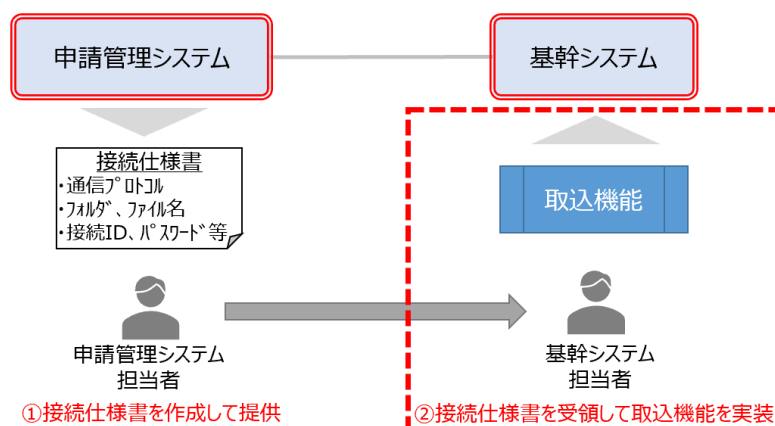 申請管理システム
基幹システム
接続仕様書
・通信ﾌﾟﾛﾄｺﾙ
・ﾌｫﾙﾀﾞ、ﾌｧｲﾙ名
・接続ID、ﾊﾟｽﾜｰﾄﾞ等
取込機能
申請管理システム
担当者
基幹システム
担当者
①接続仕様書を作成して提供
②接続仕様書を受領して取込機能を実装